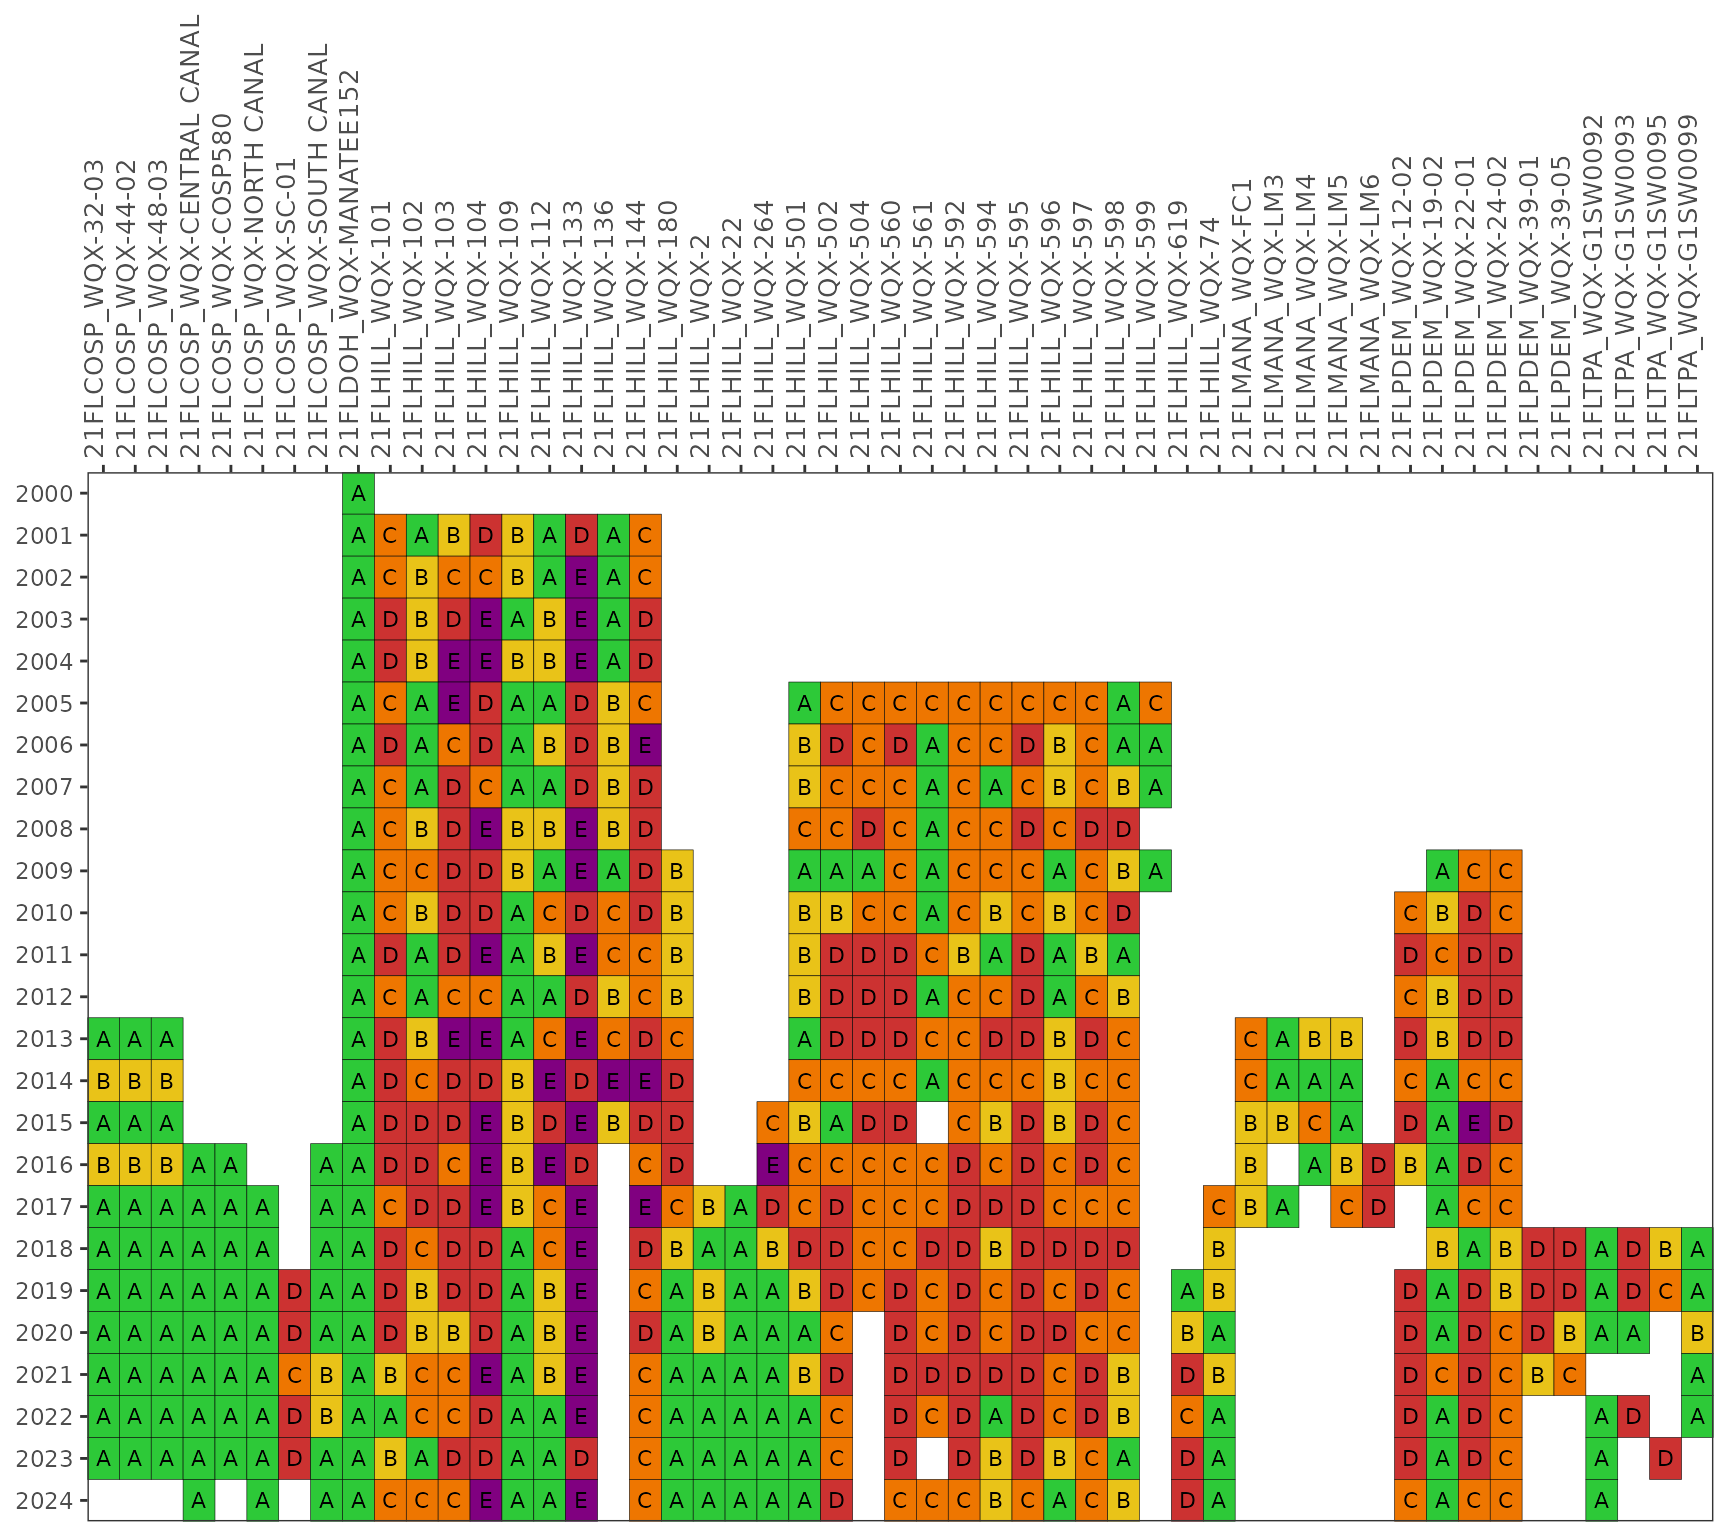 21FLCOSP_WQX-32-03
21FLCOSP_WQX-44-02
21FLCOSP_WQX-48-03
21FLCOSP_WQX-CENTRAL CANAL
21FLCOSP_WQX-COSP580
21FLCOSP_WQX-NORTH CANAL
21FLCOSP_WQX-SC-01
21FLCOSP_WQX-SOUTH CANAL
21FLDOH_WQX-MANATEE152
21FLHILL_WQX-101
21FLHILL_WQX-102
21FLHILL_WQX-103
21FLHILL_WQX-104
21FLHILL_WQX-109
21FLHILL_WQX-112
21FLHILL_WQX-133
21FLHILL_WQX-136
21FLHILL_WQX-144
21FLHILL_WQX-180
21FLHILL_WQX-2
21FLHILL_WQX-22
21FLHILL_WQX-264
21FLHILL_WQX-501
21FLHILL_WQX-502
21FLHILL_WQX-504
21FLHILL_WQX-560
21FLHILL_WQX-561
21FLHILL_WQX-592
21FLHILL_WQX-594
21FLHILL_WQX-595
21FLHILL_WQX-596
21FLHILL_WQX-597
21FLHILL_WQX-598
21FLHILL_WQX-599
21FLHILL_WQX-619
21FLHILL_WQX-74
21FLMANA_WQX-FC1
21FLMANA_WQX-LM3
21FLMANA_WQX-LM4
21FLMANA_WQX-LM5
21FLMANA_WQX-LM6
21FLPDEM_WQX-12-02
21FLPDEM_WQX-19-02
21FLPDEM_WQX-22-01
21FLPDEM_WQX-24-02
21FLPDEM_WQX-39-01
21FLPDEM_WQX-39-05
21FLTPA_WQX-G1SW0092
21FLTPA_WQX-G1SW0093
21FLTPA_WQX-G1SW0095
21FLTPA_WQX-G1SW0099
2000 A
2001 A C A B D B A D A C
2002 A C B C C B A E A C
2003 A D B D E A B E A D
2004 A D B E E B B E A D
2005 A C A E D A A D B C A C C C C C C C C C A C
2006 A D A C D A B D B E B D C D A C C D B C A A
2007 A C A D C A A D B D B C C C A C A C B C B A
2008 A C B D E B B E B D C C D C A C C D C D D
2009 A C C D D B A E A D B A A A C A C C C A C B A A C C
2010 A C B D D A C D C D B B B C C A C B C B C D C B D C
2011 A D A D E A B E C C B B D D D C B A D A B A D C D D
2012 A C A C C A A D B C B B D D D A C C D A C B C B D D
2013 A A A A D B E E A C E C D C A D D D C C D D B D C C A B B D B D D
2014 B B B A D C D D B E D E E D C C C C A C C C B C C C A A A C A C C
2015 A A A A D D D E B D E B D D C B A D D C B D B D C B B C A D A E D
2016 B B B A A A A D D C E B E D C D E C C C C C D C D C D C B A B D B A D C
2017 A A A A A A A A C D D E B C E E C B A D C D C C C D D D C C C C B A C D A C C
2018 A A A A A A A A D C D D A C E D B A A B D D C C D D B D D D D B B A B D D A D B A
2019 A A A A A A D A A D B D D A B E C A B A A B D C D C D C D C D C A B D A D B D D A D C A
2020 A A A A A A D A A D B B D A B E D A B A A A C D C D C D D C C B A D A D C D B A A B
2021 A A A A A A C B A B C C E A B E C A A A A B D D D D D D C D B D B D C D C B C A
2022 A A A A A A D B A A C C D A A E C A A A A A C D C D A D C D B C A D A D C A D A
2023 A A A A A A D A A B A D D A A D C A A A A A C D D B D B C A D A D A D C A D
2024 A A A A C C C E A A E C A A A A A D C C C B C A C B D A C A C C A